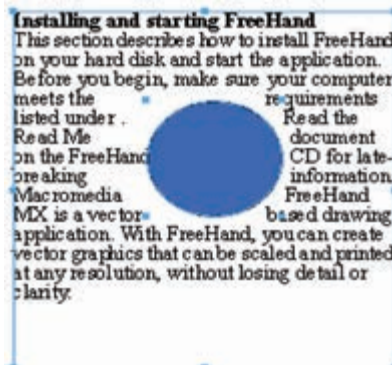 Installing and starting FreeHand
This section describes how to install FreeHand
on your hard disk and start the application.
Before you begin, make sure your computer
meets the requirements
listed under . Read the
Read Me document
on the FreeHand CD for late-
breaking information.
Macromedia FreeHand
MX is a vector based drawing
application. With FreeHand, you can create
vector graphics that can be scaled and printed
at any resolution, without losing detail or
clarity.